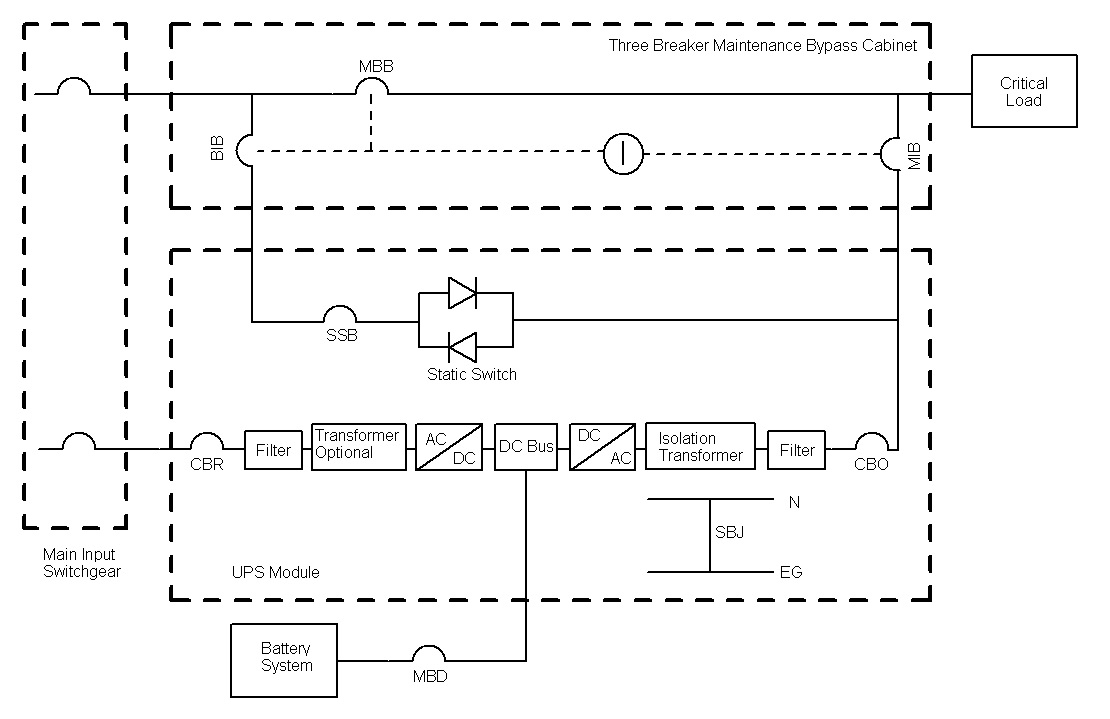 Three Breaker Maintenance Bypass Cabinet
MBB
Critical
Load
BIB
MIB
SSB
Static Switch
CBR
Filter
Transformer
Optional
AC
DC
DC Bus
DC
AC
Isolation
Transformer
Filter
CBO
N
SBJ
EG
Main Input
Switchgear
UPS Module
Battery
System
MBD